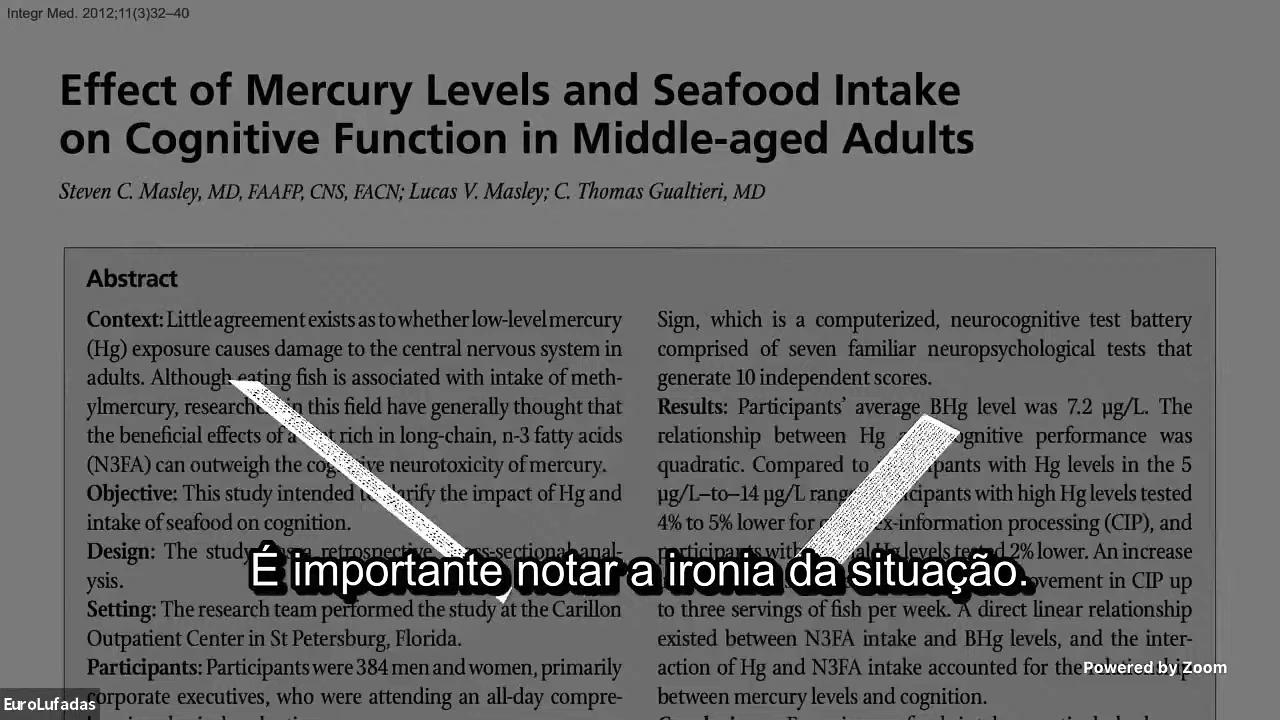 Integr Med. 2012;11(3)32–40
Effect of Mercury Levels and Seafood Intake
on Cognitive Function in Middle-aged Adults
Steven C. Masley, MD, FAAFP, CNS, FACN; Lucas V. Masley; C. Thomas Gualtieri, MD
Abstract
Context: Little agreement exists as to whether low-level mercury
(Hg) exposure causes damage to the central nervous system in
adults. Although eating fish is associated with intake of meth-
ylmercury, researchers in this field have generally thought that
the beneficial effects of a diet rich in long-chain, n-3 fatty acids
(N3FA) can outweigh the cognitive neurotoxicity of mercury.
Objective: This study intended to clarify the impact of Hg and
intake of seafood on cognition.
Design: The study was a retrospective cross-sectional anal-
ysis.
Setting: The research team performed the study at the Carillon
Outpatient Center in St Petersburg, Florida.
Participants: Participants were 384 men and women, primarily
corporate executives, who were attending an all-day compre-
Sign, which is a computerized, neurocognitive test battery
comprised of seven familiar neuropsychological tests that
generate 10 independent scores.
Results: Participants' average BHg level was 7.2 µg/L. The
relationship between Hg and cognitive performance was
quadratic. Compared to participants with Hg levels in the 5
µg/L–to–14 µg/L range, participants with high Hg levels tested
4% to 5% lower for complex-information processing (CIP), and
participants with Hg levels tested 2% lower. An increase
ovement in CIP up
to three servings of fish per week. A direct linear relationship
existed between N3FA intake and BHg levels, and the inter-
action of Hg and N3FA intake accounted for the relationship
between mercury levels and cognition.
É importante notar a ironia da situação.
Powered by Zoom
EuroLufadas